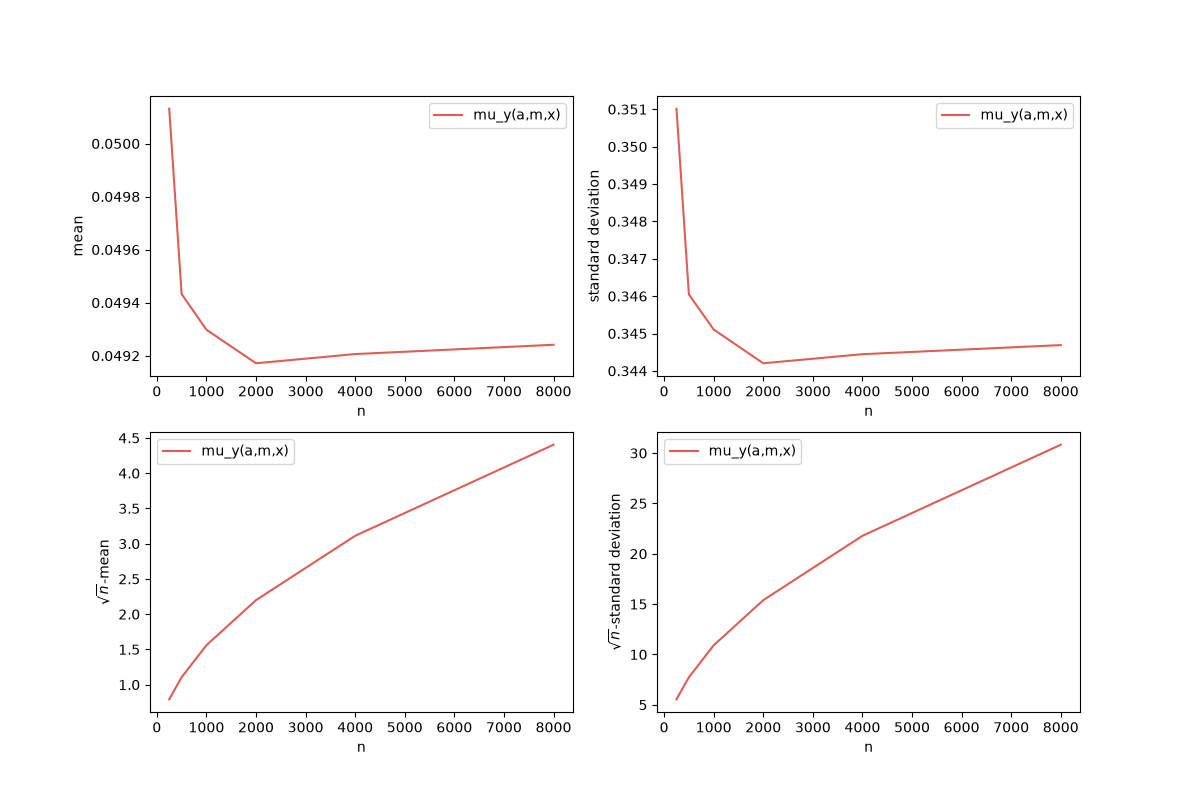 mean
0.0500
0.0498
0.0496
0.0494
0.0492
mu_y(a,m,x)
0 1000 2000 3000 4000 5000 6000 7000 8000
n
standard deviation
0.351
0.350
0.349
0.348
0.347
0.346
0.345
0.344
mu_y(a,m,x)
0 1000 2000 3000 4000 5000 6000 7000 8000
n
√n-mean
4.5
4.0
3.5
3.0
2.5
2.0
1.5
1.0
mu_y(a,m,x)
0 1000 2000 3000 4000 5000 6000 7000 8000
n
√n-standard deviation
30
25
20
15
10
5
mu_y(a,m,x)
0 1000 2000 3000 4000 5000 6000 7000 8000
n